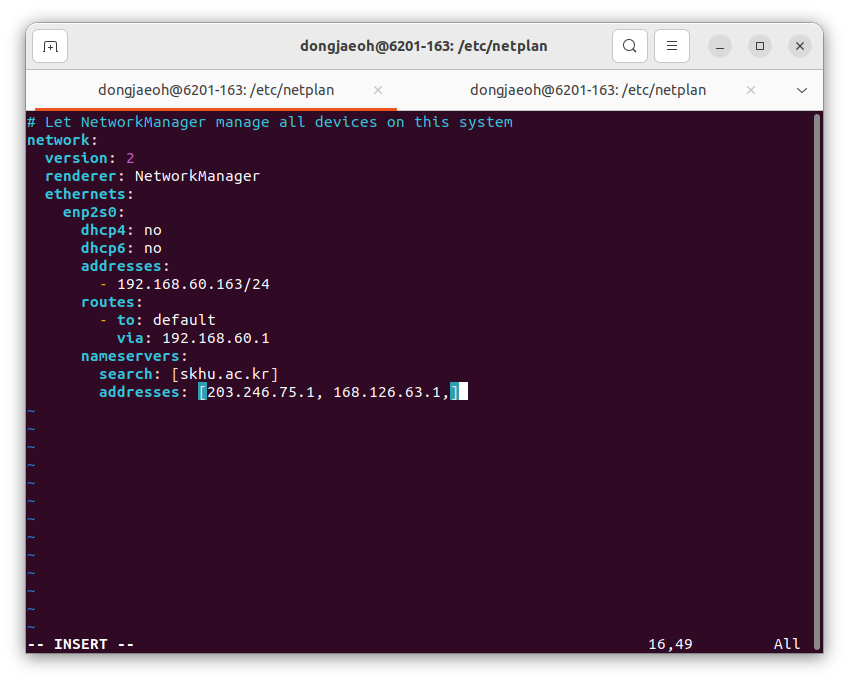 dongjaeoh@6201-163: /etc/netplan
dongjaeoh@6201-163: /etc/netplan
dongjaeoh@6201-163: /etc/netplan
# Let NetworkManager manage all devices on this system
network:
  version: 2
  renderer: NetworkManager
  ethernets:
    enp2s0:
      dhcp4: no
      dhcp6: no
      addresses:
        - 192.168.60.163/24
      routes:
        - to: default
          via: 192.168.60.1
      nameservers:
        search: [skhu.ac.kr]
        addresses: [203.246.75.1, 168.126.63.1,]
~
~
~
~
~
~
~
~
~
~
~
~
~
-- INSERT -- 16,49 All